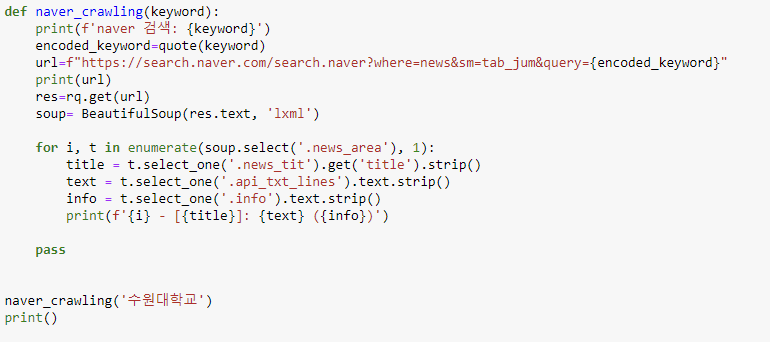 def naver_crawling(keyword):
    print(f'naver 검색: {keyword}')
    encoded_keyword=quote(keyword)
    url=f"https://search.naver.com/search.naver?where=news&sm=tab_jum&query={encoded_keyword}"
    print(url)
    res=rq.get(url)
    soup= BeautifulSoup(res.text, 'lxml')

    for i, t in enumerate(soup.select('.news_area'), 1):
        title = t.select_one('.news_tit').get('title').strip()
        text = t.select_one('.api_txt_lines').text.strip()
        info = t.select_one('.info').text.strip()
        print(f'{i} - [{title}]: {text} ({info})')

    pass


naver_crawling('수원대학교')
print()